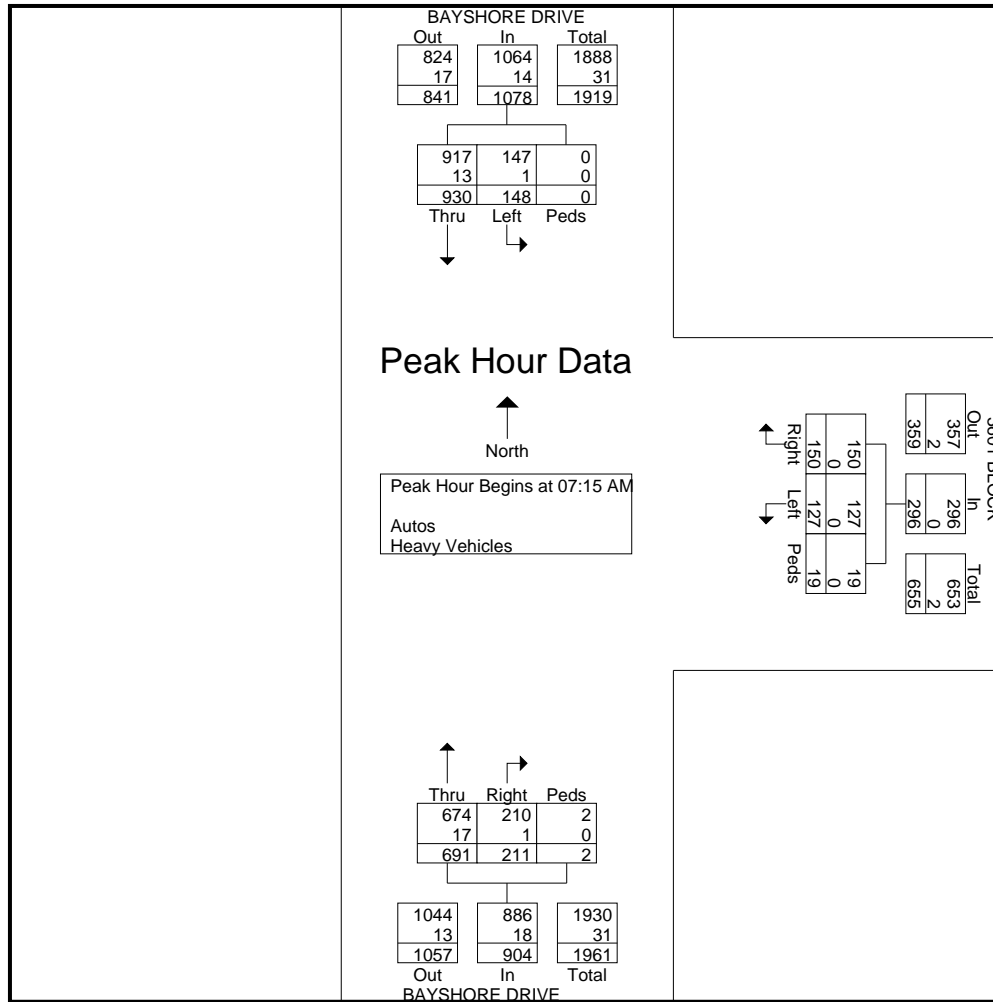 BAYSHORE DRIVE
Out In Total
824 1064 1888
17 14 31
841 1078 1919
917 147 0
13 1 0
930 148 0
Thru Left Peds
Peak Hour Data
North
Peak Hour Begins at 07:15 AM
Autos
Heavy Vehicles
Out In Total
357 296 653
2 0 2
359 296 655
150 127 19
0 0 0
150 127 19
Right Left Peds
Thru Right Peds
674 210 2
17 1 0
691 211 2
1044 886 1930
13 18 31
1057 904 1961
Out In Total
BAYSHORE DRIVE